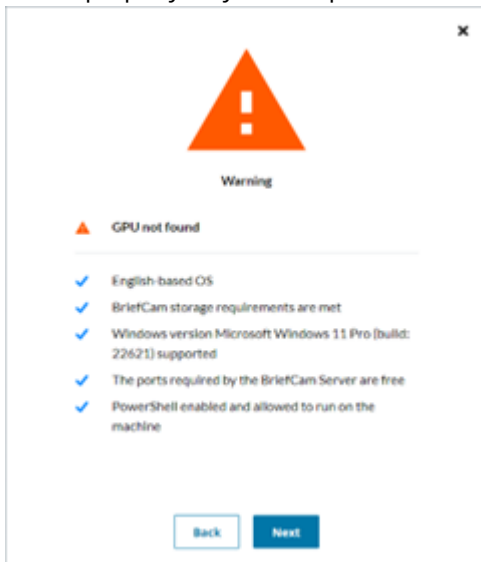 Warning
GPU not found
English-based OS
BriefCam storage requirements are met
Windows version Microsoft Windows 11 Pro (build:
22621) supported
The ports required by the BriefCam Server are free
PowerShell enabled and allowed to run on the
machine
Back Next